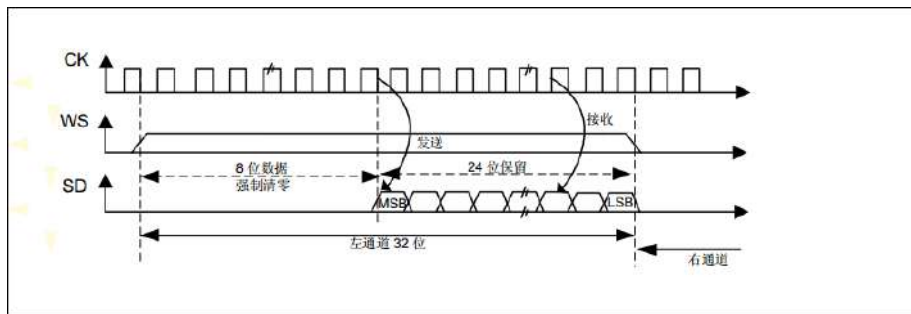 CK
接收
WS
发送
8 位数据
24 位保留
强制清零
SD
MSB
LSB
左通道 32 位
右通道